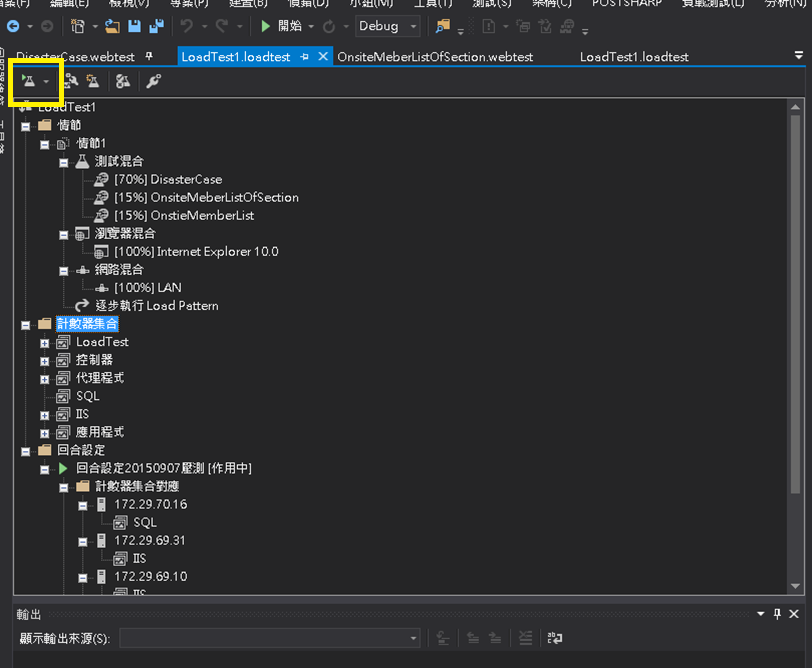 檔案(F) 編輯(E) 檢視(V) 專案(P) 建置(B) 偵錯(D) 小組(M) 工具(T) 測試(S) 架構(C) POSTSHARP 負載測試(L) 分析(N)
開始 Debug
DisasterCase.webtest LoadTest1.loadtest OnsiteMeberListOfSection.webtest LoadTest1.loadtest
LoadTest1
情節
情節1
測試混合
[70%] DisasterCase
[15%] OnsiteMeberListOfSection
[15%] OnstieMemberList
瀏覽器混合
[100%] Internet Explorer 10.0
網路混合
[100%] LAN
逐步執行 Load Pattern
計數器集合
LoadTest
控制器
代理程式
SQL
IIS
應用程式
回合設定
回合設定20150907壓測 [作用中]
計數器集合對應
172.29.70.16
SQL
172.29.69.31
IIS
172.29.69.10
IIS
輸出
顯示輸出來源(S):